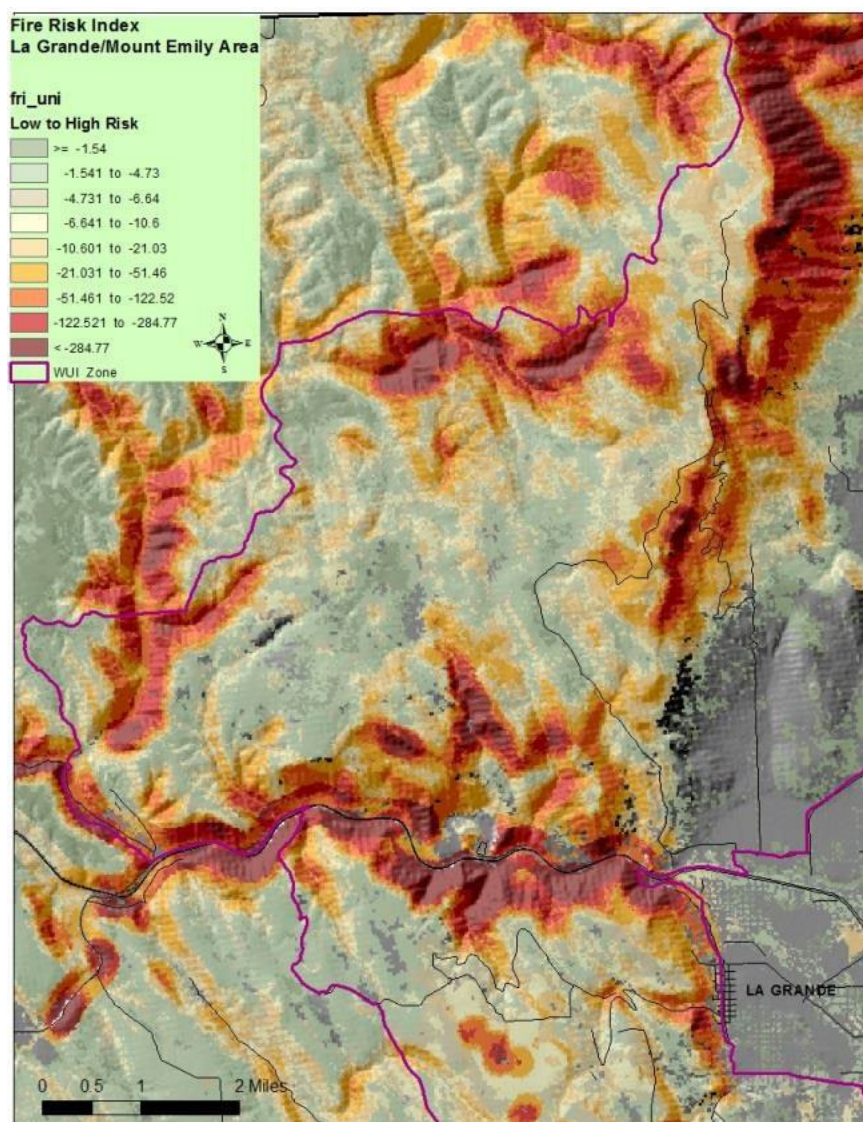 Fire Risk Index
La Grande/Mount Emily Area
fri_uni
Low to High Risk
>= -1.54
-1.541 to -4.73
-4.731 to -6.64
-6.641 to -10.6
-10.601 to -21.03
-21.031 to -51.46
-51.461 to -122.52
-122.521 to -284.77
< -284.77
WUI Zone
N
W E
S
LA GRANDE
0 0.5 1 2 Miles